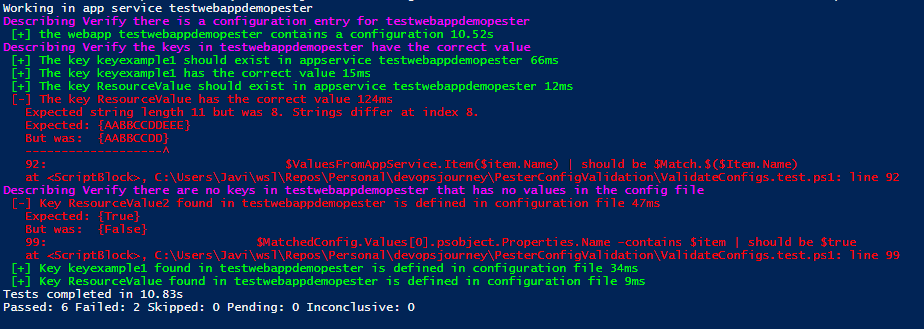 Working in app service testwebappdemopester
Describing Verify there is a configuration entry for testwebappdemopester
[+] the webapp testwebappdemopester contains a configuration 10.52s
Describing Verify the keys in testwebappdemopester have the correct value
[+] The key keyexample1 should exist in appservice testwebappdemopester 66ms
[+] The key keyexample1 has the correct value 15ms
[+] The key ResourceValue should exist in appservice testwebappdemopester 12ms
[-] The key ResourceValue has the correct value 124ms
Expected string length 11 but was 8. Strings differ at index 8.
Expected: {AABBCCDDEEE}
But was:  {AABBCCDD}
-------------------^
92:                               $ValuesFromAppService.Item($item.Name) | should be $Match.$($Item.Name)
at <ScriptBlock>, C:\Users\Javi\wsl\Repos\Personal\devopsjourney\PesterConfigValidation\ValidateConfigs.test.ps1: line 92
Describing Verify there are no keys in testwebappdemopester that has no values in the config file
[-] Key ResourceValue2 found in testwebappdemopester is defined in configuration file 47ms
Expected: {True}
But was:  {False}
99:                           $MatchedConfig.Values[0].psobject.Properties.Name -contains $item | should be $true
at <ScriptBlock>, C:\Users\Javi\wsl\Repos\Personal\devopsjourney\PesterConfigValidation\ValidateConfigs.test.ps1: line 99
[+] Key keyexample1 found in testwebappdemopester is defined in configuration file 34ms
[+] Key ResourceValue found in testwebappdemopester is defined in configuration file 9ms
Tests completed in 10.83s
Passed: 6 Failed: 2 Skipped: 0 Pending: 0 Inconclusive: 0